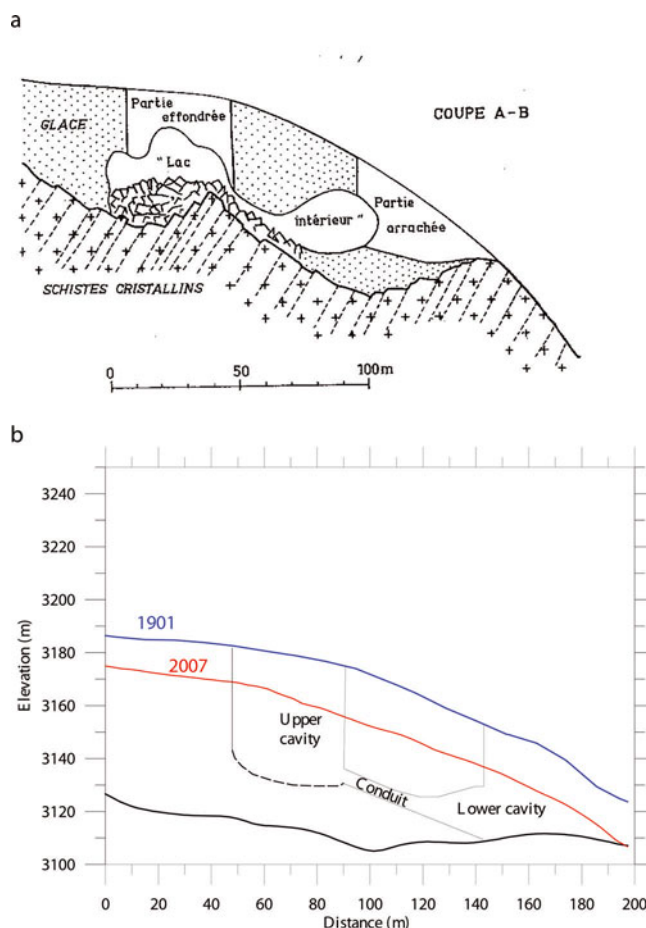 a
COUPE A-B
Partie
effondrée
GLACE
"Lac
intérieur"
Partie
arrachée
SCHISTES CRISTALLINS
0 50 100m
b
3240
3220
3200
3180
3160
3140
3120
3100
Elevation (m)
1901
2007
Upper
cavity
Conduit
Lower cavity
0 20 40 60 80 100 120 140 160 180 200
Distance (m)